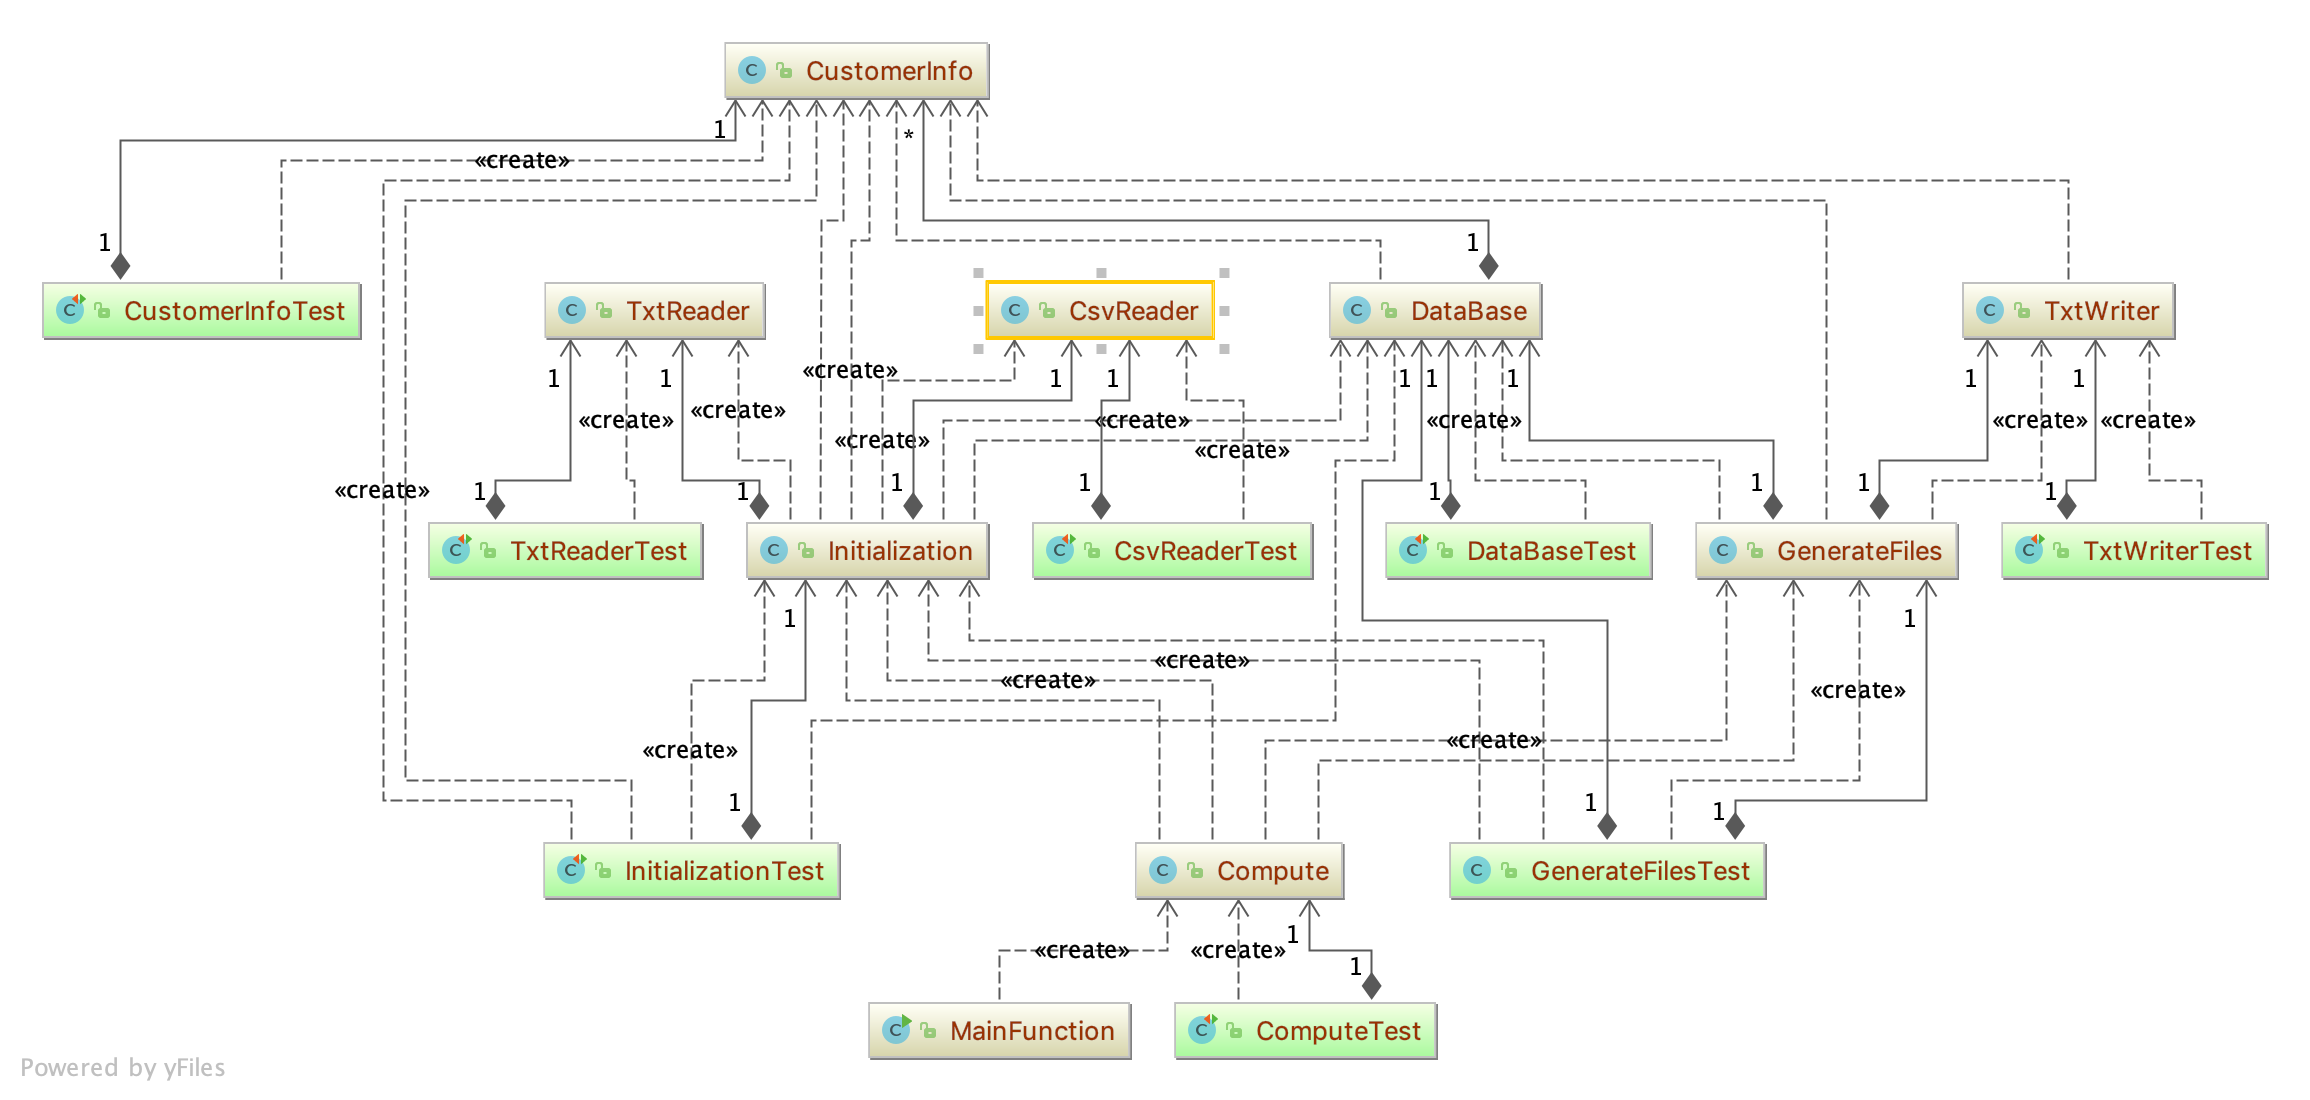 CustomerInfo
1
*
«create»
1
1
CustomerInfoTest
TxtReader
CsvReader
DataBase
TxtWriter
«create»
1
1
1
1
1
1
1
1
1
«create»
«create»
«create»
«create»
«create»
«create»
«create»
«create»
«create»
1
1
1
1
1
1
1
1
«create»
TxtReaderTest
Initialization
CsvReaderTest
DataBaseTest
GenerateFiles
TxtWriterTest
1
1
«create»
«create»
«create»
«create»
«create»
1
1
1
InitializationTest
Compute
GenerateFilesTest
1
«create»
«create»
1
MainFunction
ComputeTest
Powered by yFiles